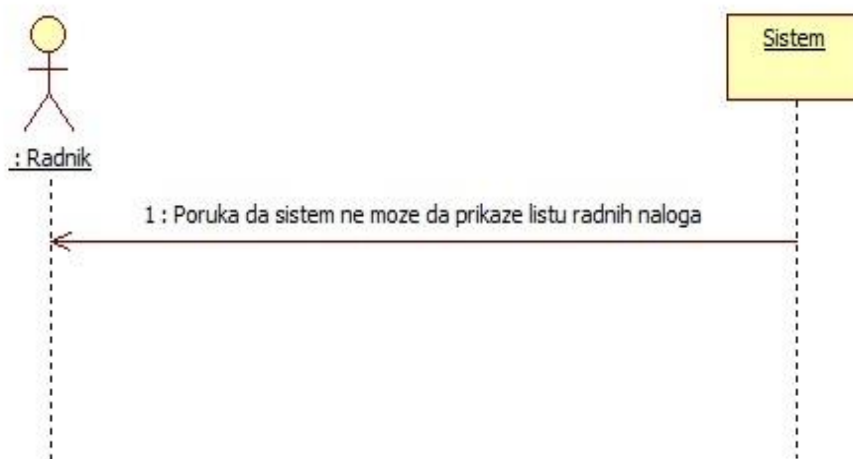 Sistem
: Radnik
1 : Poruka da sistem ne moze da prikaze listu radnih naloga